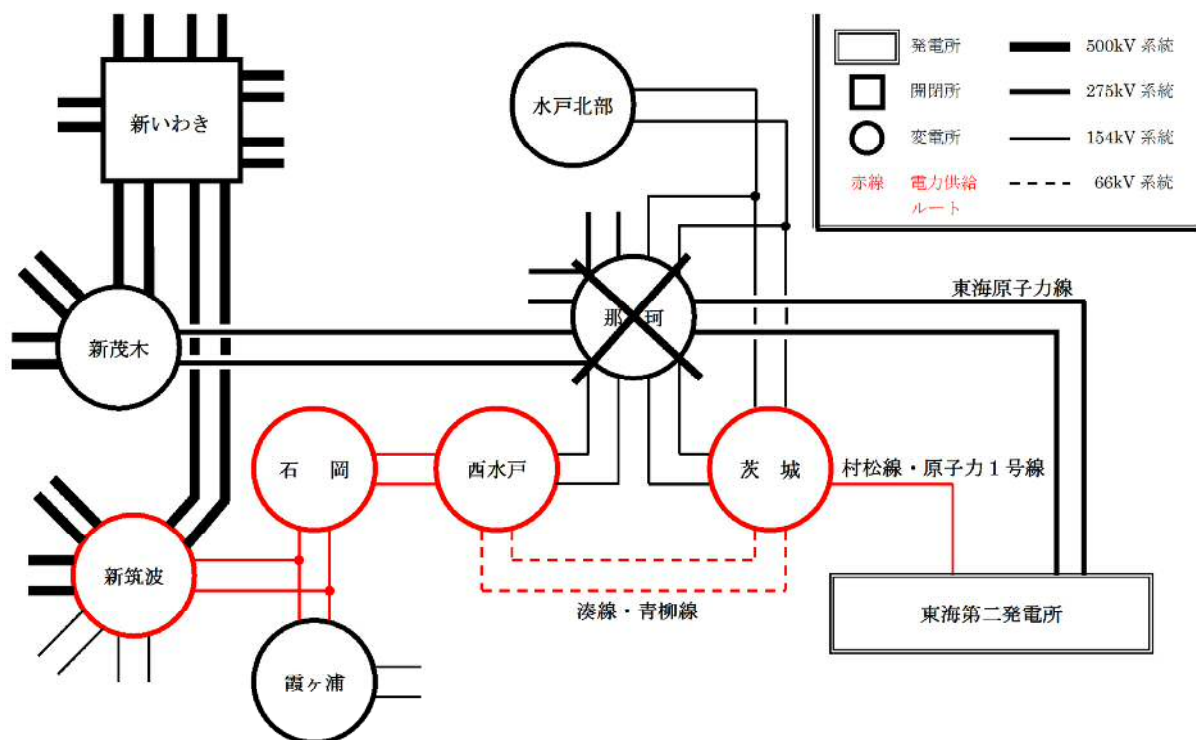 新いわき
水戸北部
発電所
500kV 系統
開閉所
275kV 系統
変電所
154kV 系統
赤線
電力供給
ルート
66kV 系統
東海原子力線
那 珂
新茂木
石 岡
西水戸
茨 城
村松線・原子力１号線
新筑波
湊線・青柳線
東海第二発電所
霞ヶ浦